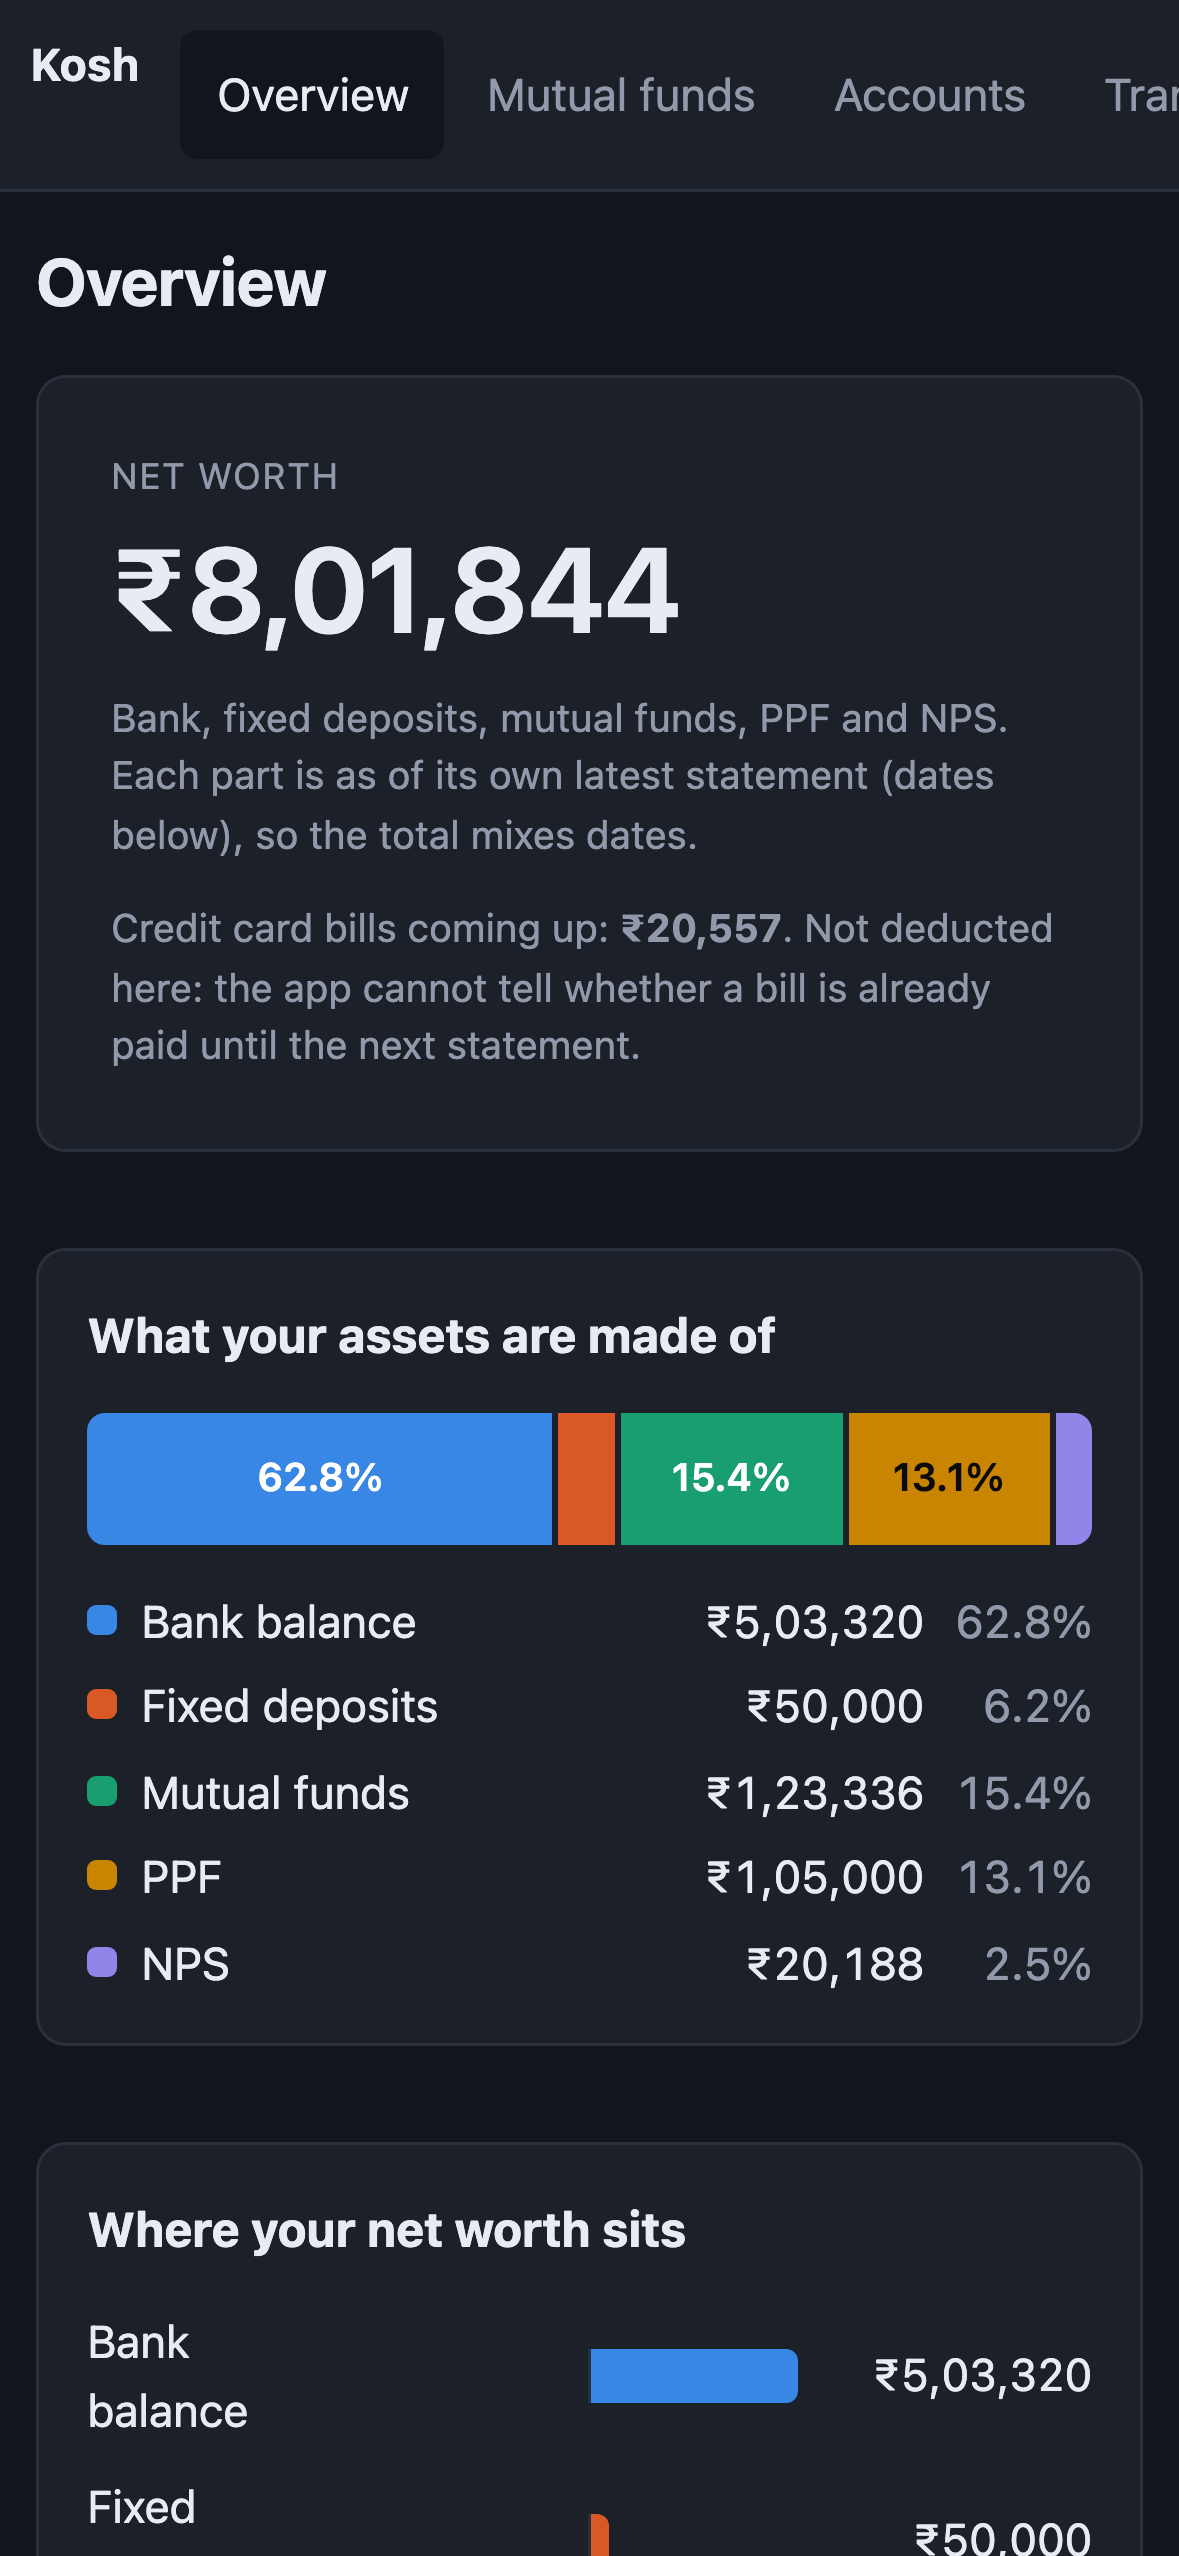 Kosh
Overview
Mutual funds
Accounts
Overview
NET WORTH
₹8,01,844
Bank, fixed deposits, mutual funds, PPF and NPS.
Each part is as of its own latest statement (dates
below), so the total mixes dates.
Credit card bills coming up: ₹20,557. Not deducted
here: the app cannot tell whether a bill is already
paid until the next statement.
What your assets are made of
62.8% 15.4% 13.1%
Bank balance ₹5,03,320 62.8%
Fixed deposits ₹50,000 6.2%
Mutual funds ₹1,23,336 15.4%
PPF ₹1,05,000 13.1%
NPS ₹20,188 2.5%
Where your net worth sits
Bank
balance
₹5,03,320
Fixed
₹50,000